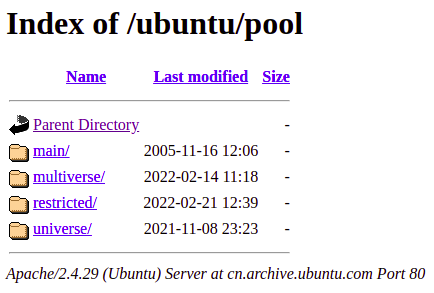 Index of /ubuntu/pool
Name Last modified Size
Parent Directory -
main/ 2005-11-16 12:06 -
multiverse/ 2022-02-14 11:18 -
restricted/ 2022-02-21 12:39 -
universe/ 2021-11-08 23:23 -
Apache/2.4.29 (Ubuntu) Server at cn.archive.ubuntu.com Port 80